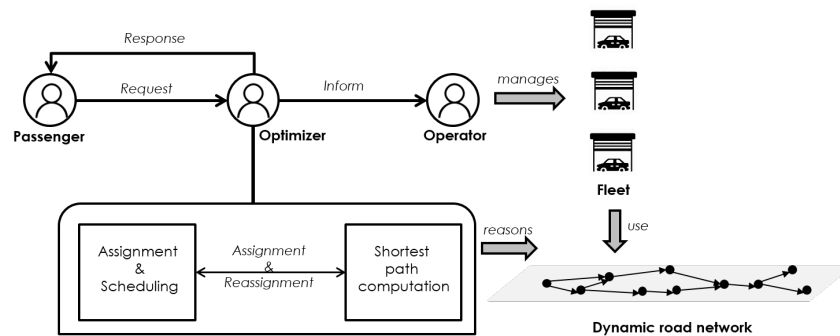 Response
Request
Inform
manages
Passenger
Optimizer
Operator
Fleet
Assignment
&
Scheduling
Assignment
&
Reassignment
Shortest
path
computation
reasons
use
Dynamic road network